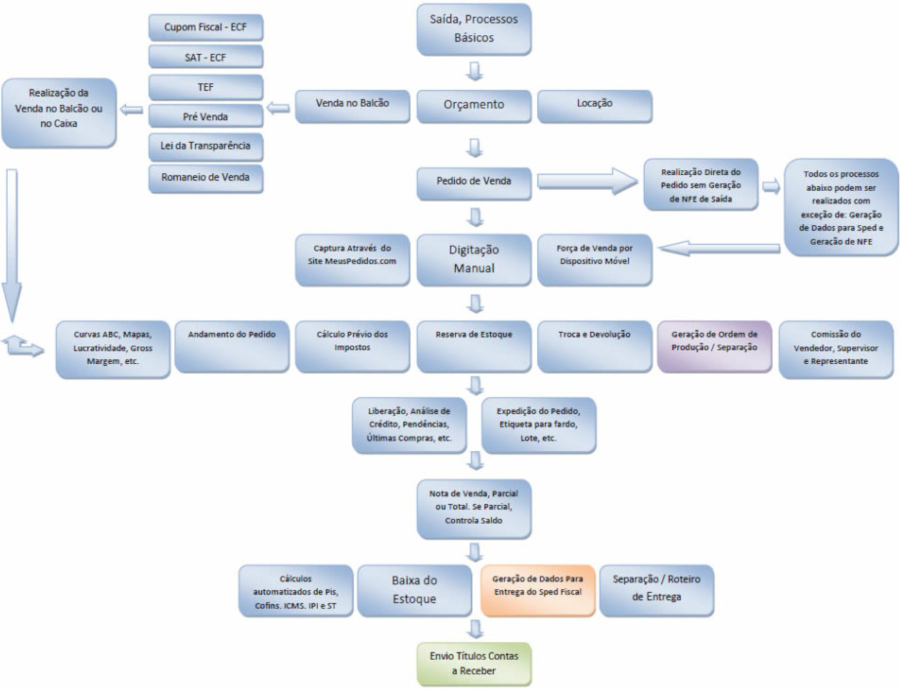 Saída, Processos
Básicos
Cupom Fiscal - ECF
SAT - ECF
TEF
Pré Venda
Lei da Transparência
Romaneio de Venda
Realização da
Venda no Balcão ou
no Caixa
Venda no Balcão
Orçamento
Locação
Pedido de Venda
Realização Direta do
Pedido sem Geração
de NFE de Saída
Todos os processos
abaixo podem ser
realizados com
exceção de: Geração
de Dados para Sped e
Geração de NFE
Captura Através do
Site MeusPedidos.com
Digitação
Manual
Força de Venda por
Dispositivo Móvel
Curvas ABC, Mapas,
Lucratividade, Gross
Margem, etc.
Andamento do Pedido
Cálculo Prévio dos
Impostos
Reserva de Estoque
Troca e Devolução
Geração de Ordem de
Produção / Separação
Comissão do
Vendedor, Supervisor
e Representante
Liberação, Análise de
Crédito, Pendências,
Últimas Compras, etc.
Expedição do Pedido,
Etiqueta para fardo,
Lote, etc.
Nota de Venda, Parcial
ou Total. Se Parcial,
Controla Saldo
Cálculos
automatizados de Pis,
Cofins. ICMS. IPI e ST
Baixa do
Estoque
Geração de Dados Para
Entrega do Sped Fiscal
Separação / Roteiro
de Entrega
Envio Títulos Contas
a Receber